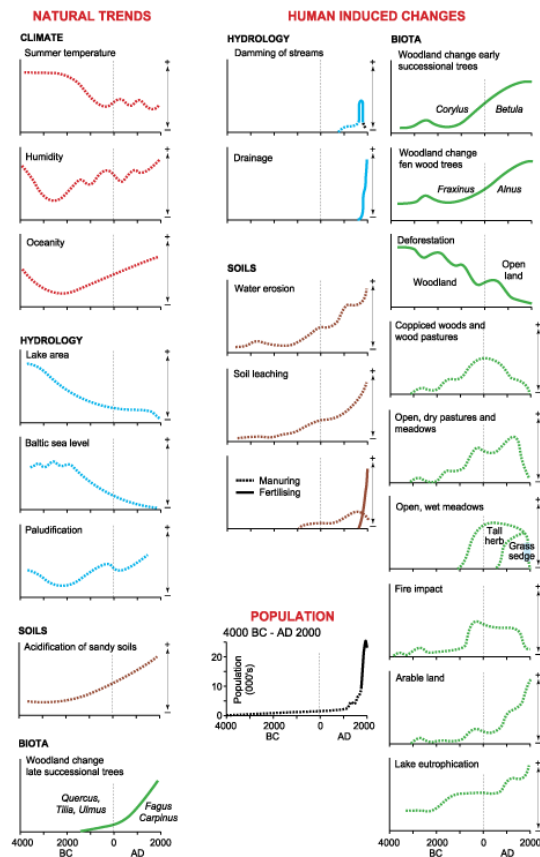 NATURAL TRENDS
CLIMATE
Summer temperature
+
−
Humidity
+
−
Oceanity
+
−
HYDROLOGY
Lake area
+
−
Baltic sea level
+
−
Paludification
+
−
SOILS
Acidification of sandy soils
+
−
BIOTA
Woodland change
late successional trees
Quercus,
Tilia, Ulmus
Fagus
Carpinus
+
−
4000 2000 0 2000
BC AD
HUMAN INDUCED CHANGES
HYDROLOGY
Damming of streams
+
−
Drainage
+
−
SOILS
Water erosion
+
−
Soil leaching
+
−
Manuring
Fertilising
+
−
POPULATION
4000 BC - AD 2000
Population
(000's)
20
10
0
4000 2000 0 2000
BC AD
BIOTA
Woodland change early
successional trees
Corylus Betula
+
−
Woodland change
fen wood trees
Fraxinus Alnus
+
−
Deforestation
Woodland
Open
land
Coppiced woods and
wood pastures
+
−
Open, dry pastures and
meadows
+
−
Open, wet meadows
Tall
herb
Grass
sedge
+
−
Fire impact
+
−
Arable land
+
−
Lake eutrophication
+
−
4000 2000 0 2000
BC AD